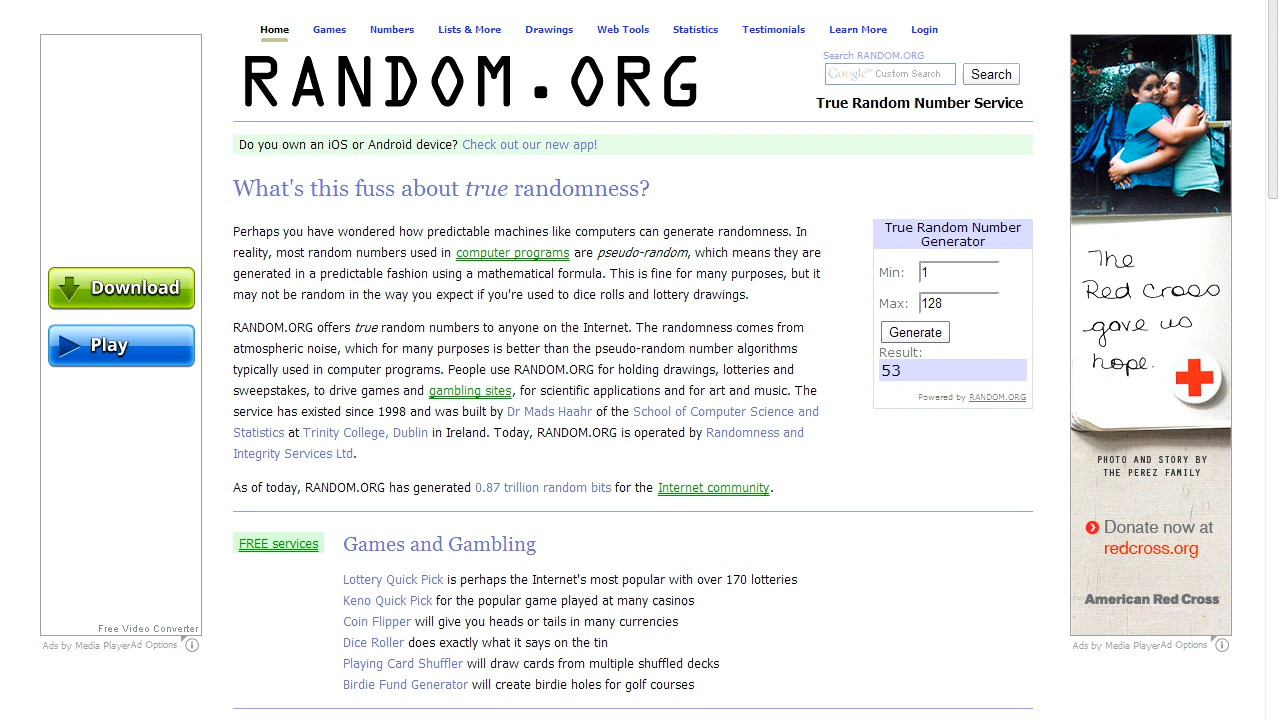 Home Games Numbers Lists & More Drawings Web Tools Statistics Testimonials Learn More Login
RANDOM.ORG
Search RANDOM.ORG
Google™ Custom Search
Search
True Random Number Service
Do you own an iOS or Android device? Check out our new app!
What's this fuss about true randomness?
Perhaps you have wondered how predictable machines like computers can generate randomness. In
reality, most random numbers used in computer programs are pseudo-random, which means they are
generated in a predictable fashion using a mathematical formula. This is fine for many purposes, but it
may not be random in the way you expect if you're used to dice rolls and lottery drawings.
RANDOM.ORG offers true random numbers to anyone on the Internet. The randomness comes from
atmospheric noise, which for many purposes is better than the pseudo-random number algorithms
typically used in computer programs. People use RANDOM.ORG for holding drawings, lotteries and
sweepstakes, to drive games and gambling sites, for scientific applications and for art and music. The
service has existed since 1998 and was built by Dr Mads Haahr of the School of Computer Science and
Statistics at Trinity College, Dublin in Ireland. Today, RANDOM.ORG is operated by Randomness and
Integrity Services Ltd.
As of today, RANDOM.ORG has generated 0.87 trillion random bits for the Internet community.
True Random Number
Generator
Min: 1
Max: 128
Generate
Result:
53
Powered by RANDOM.ORG
FREE services
Games and Gambling
Lottery Quick Pick is perhaps the Internet's most popular with over 170 lotteries
Keno Quick Pick for the popular game played at many casinos
Coin Flipper will give you heads or tails in many currencies
Dice Roller does exactly what it says on the tin
Playing Card Shuffler will draw cards from multiple shuffled decks
Birdie Fund Generator will create birdie holes for golf courses
Download
Play
Free Video Converter
Ads by Media Player Ad Options
The
Red Cross
gave us
hope.
PHOTO AND STORY BY
THE PEREZ FAMILY
Donate now at
redcross.org
American Red Cross
Ads by Media Player Ad Options